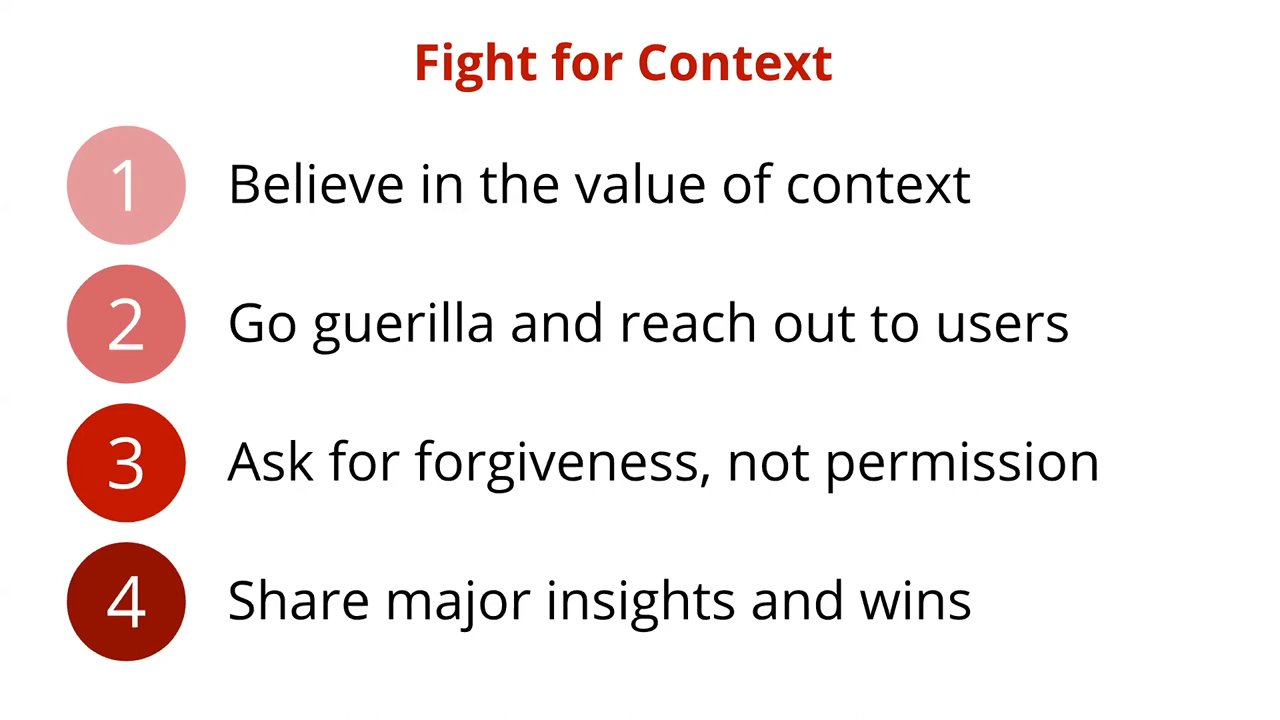 Fight for Context
1 Believe in the value of context
2 Go guerilla and reach out to users
3 Ask for forgiveness, not permission
4 Share major insights and wins